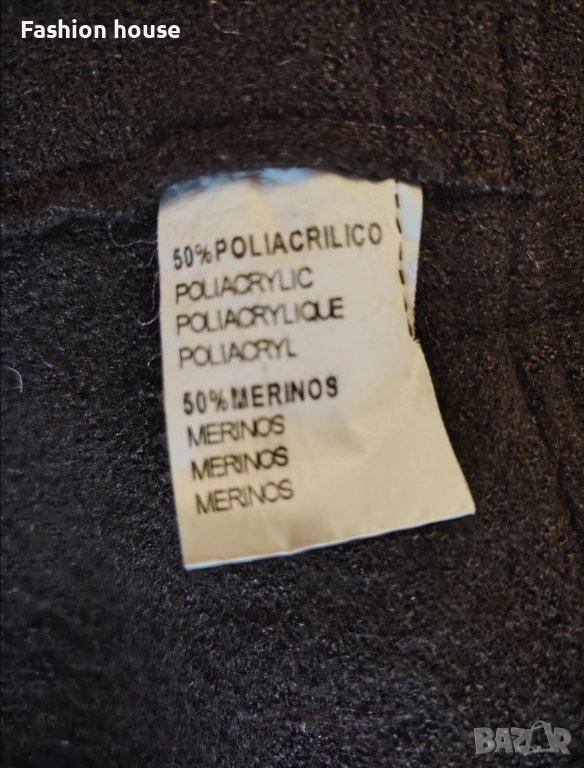 Fashion house
50%POLIACRILICO
POLIACRYLIC
POLIACRYLIQUE
POLIACRYL
50%MERINOS
MERINOS
MERINOS
MERINOS
BAZAR